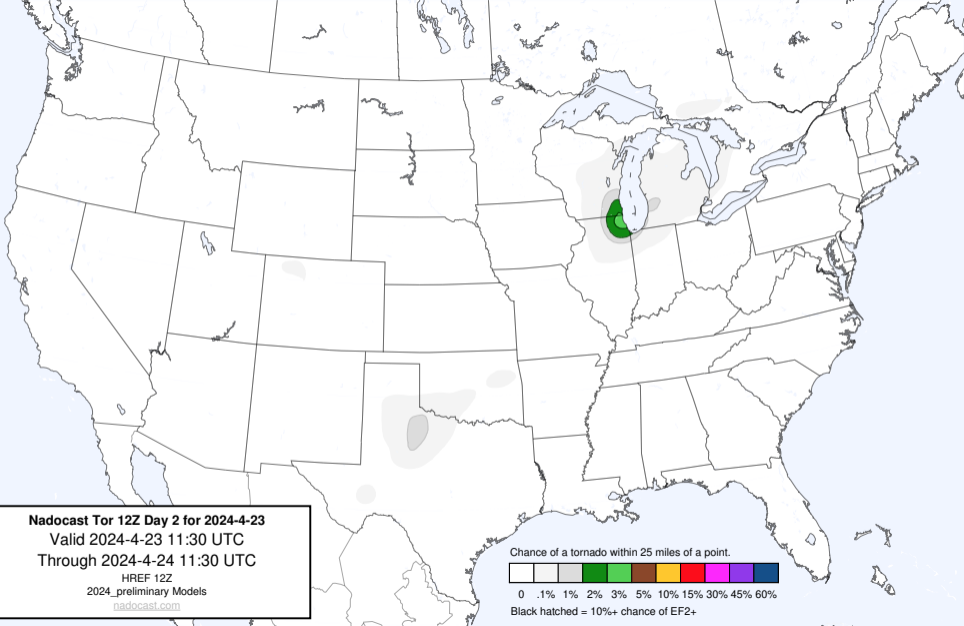 Nadocast Tor 12Z Day 2 for 2024-4-23
Valid 2024-4-23 11:30 UTC
Through 2024-4-24 11:30 UTC
HREF 12Z
2024_preliminary Models
nadocast.com
Chance of a tornado within 25 miles of a point.
0 .1% 1% 2% 3% 5% 10% 15% 30% 45% 60%
Black hatched = 10%+ chance of EF2+